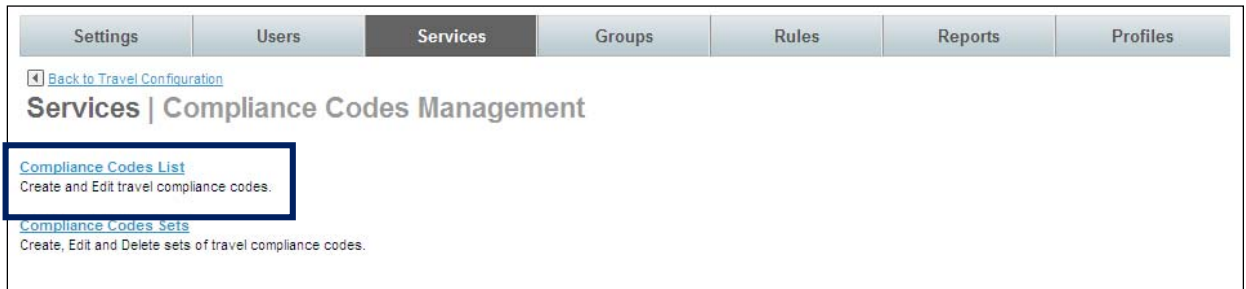 Settings Users Services Groups Rules Reports Profiles
Back to Travel Configuration
Services | Compliance Codes Management
Compliance Codes List
Create and Edit travel compliance codes.
Compliance Codes Sets
Create, Edit and Delete sets of travel compliance codes.